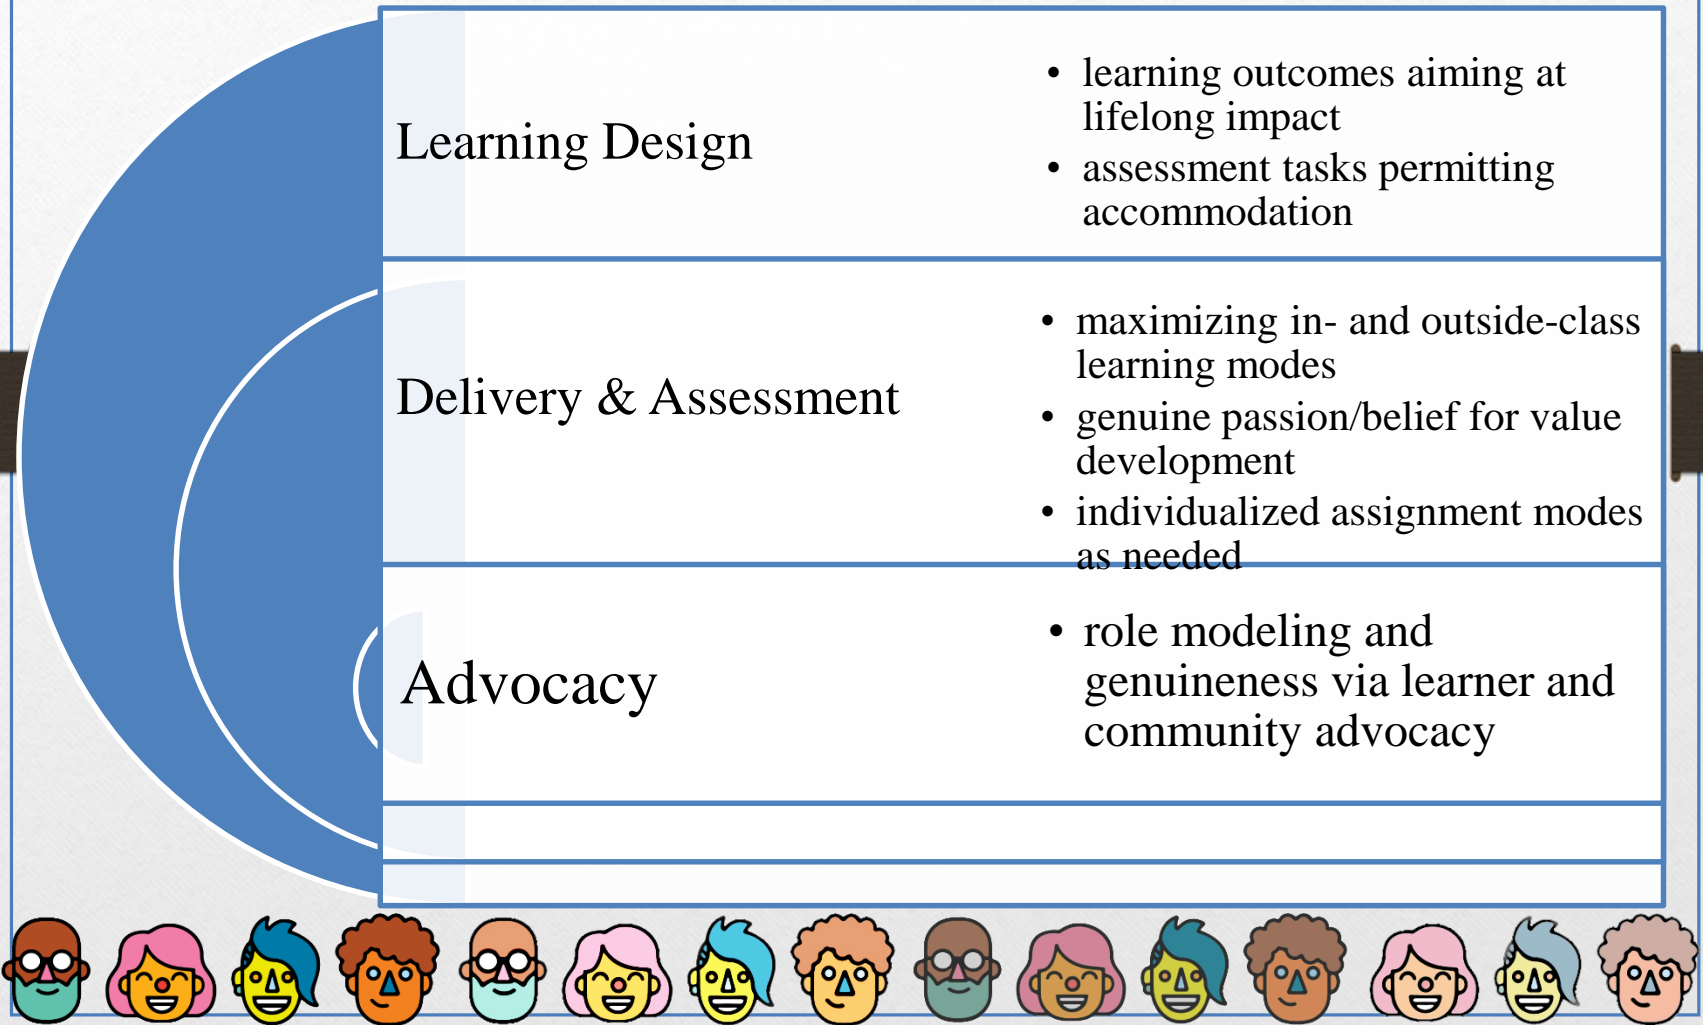 Learning Design
• learning outcomes aiming at
lifelong impact
• assessment tasks permitting
accommodation
Delivery & Assessment
• maximizing in- and outside-class
learning modes
• genuine passion/belief for value
development
• individualized assignment modes
as needed
Advocacy
• role modeling and
genuineness via learner and
community advocacy